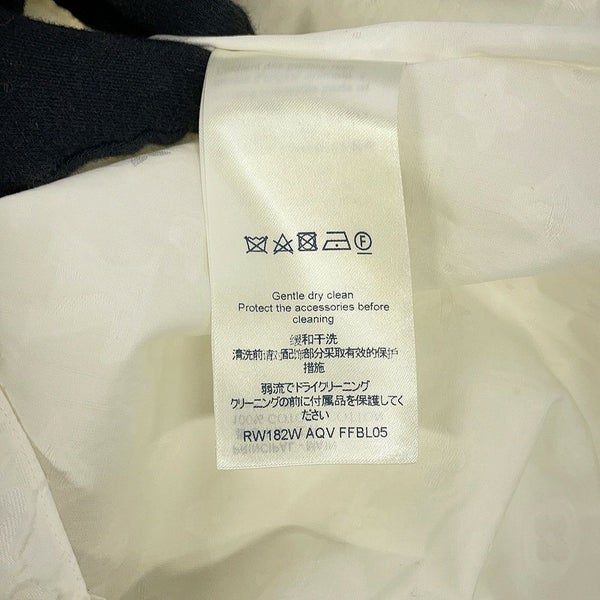 F
Gentle dry clean
Protect the accessories before
cleaning
缓和干洗
清洗前请对配饰部分采取有效的保护
措施
弱流でドライクリーニング
クリーニングの前に付属品を保護してく
ださい
RW182W AQV FFBL05